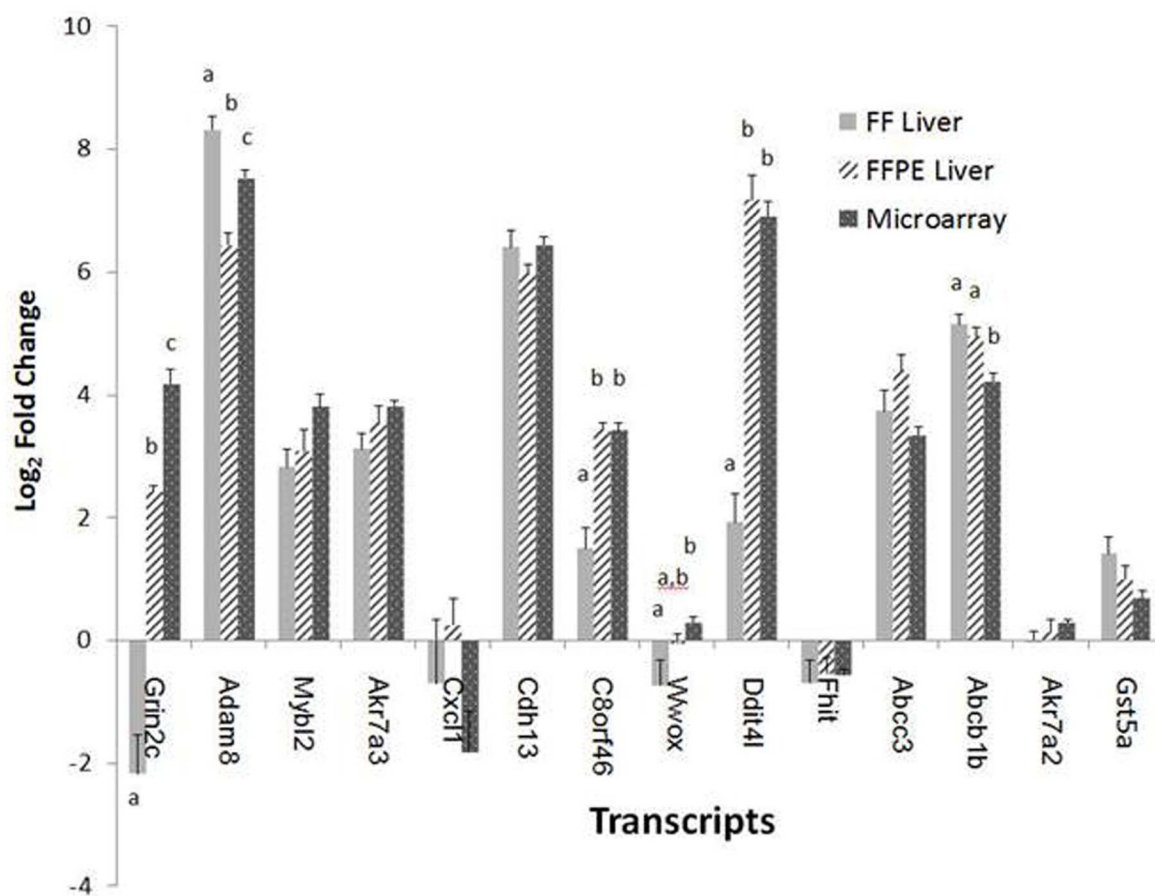 10
8
6
4
2
0
-2
-4
Log2 Fold Change
FF Liver
FFPE Liver
Microarray
a
b
c
a
b
c
a
b
b
a
a,b
b
a
b
b
a
a
b
Grin2c
Adam8
Mybl2
Akr7a3
Cxcl1
Cdh13
C8orf46
Wwox
Ddit4l
Fhit
Abcc3
Abcb1b
Akr7a2
Gst5a
Transcripts